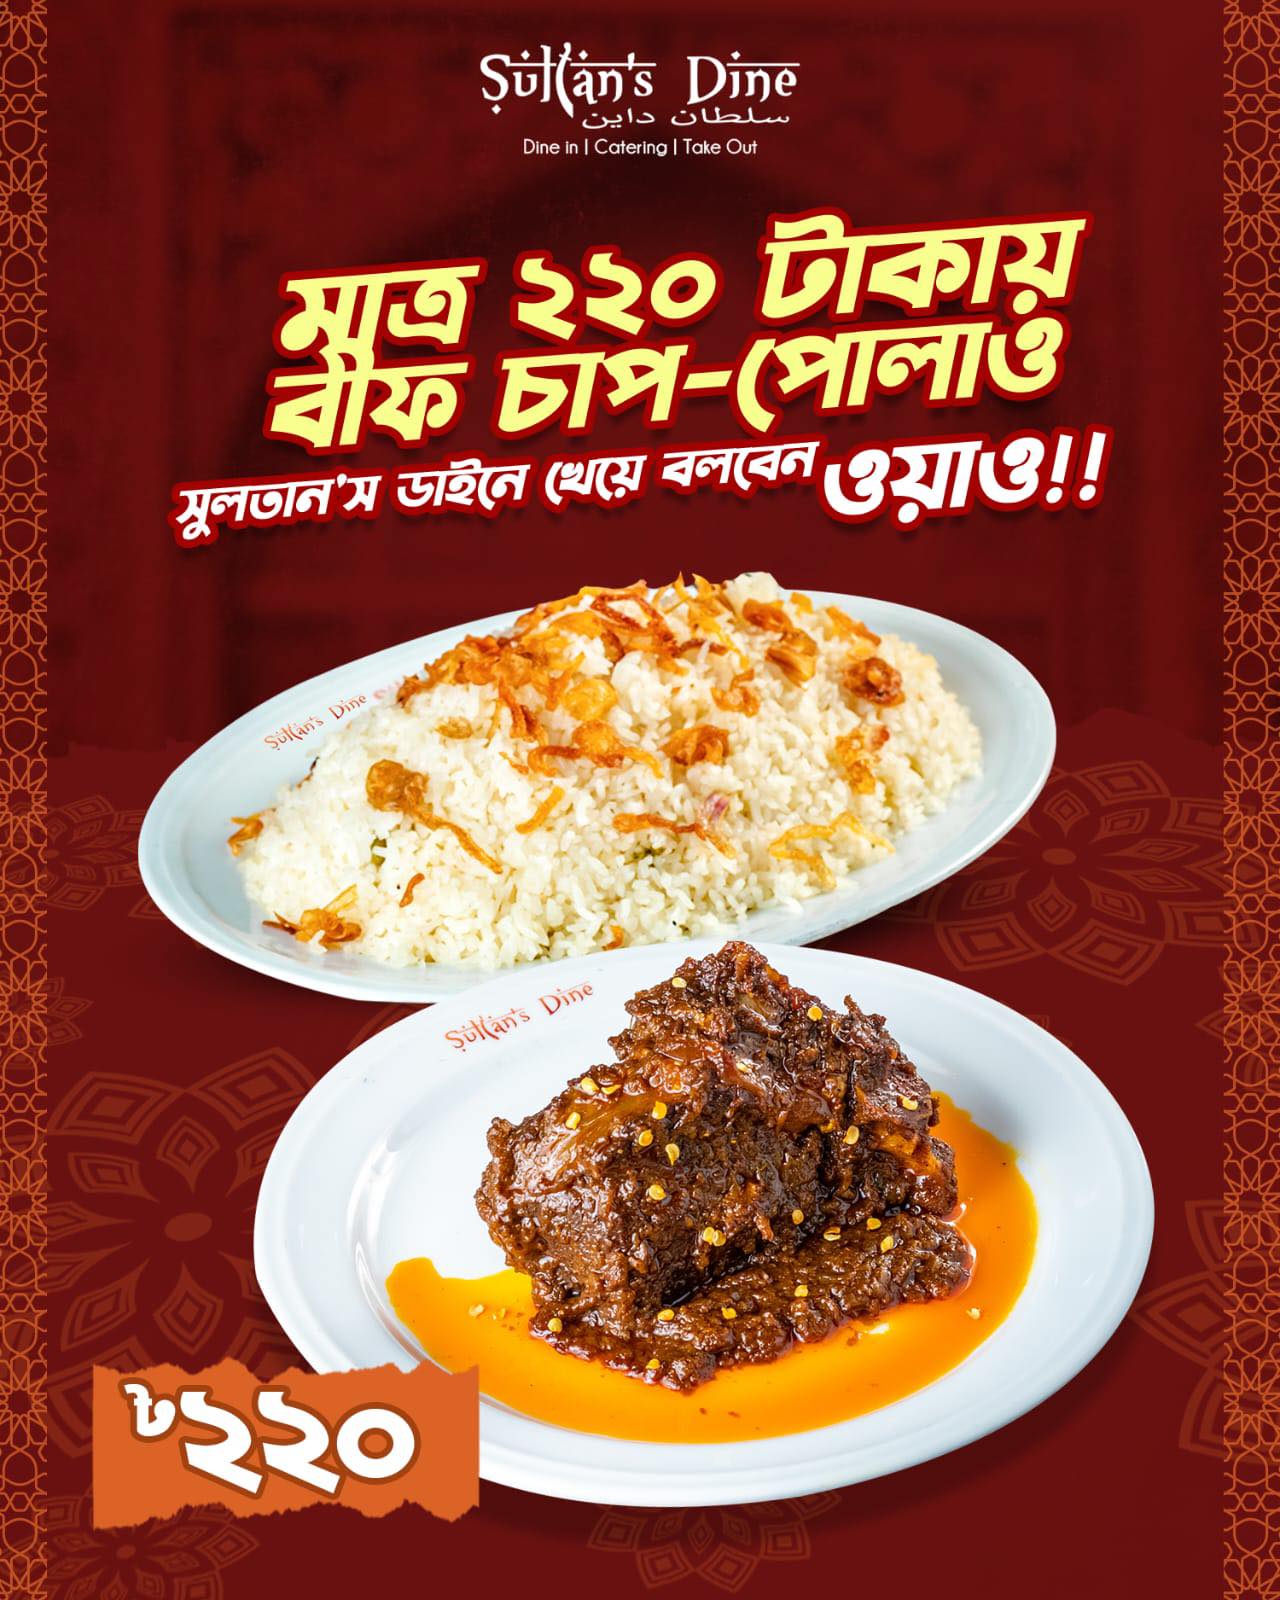 Sultan's Dine
سلطان داين
Dine in | Catering | Take Out
মাত্র ২২০ টাকায়
বীফ চাপ-পোলাও
সুলতান'স ডাইনে খেয়ে বলবেন ওয়াও!!
Sultan's Dine
Sultan's Dine
৳২২০